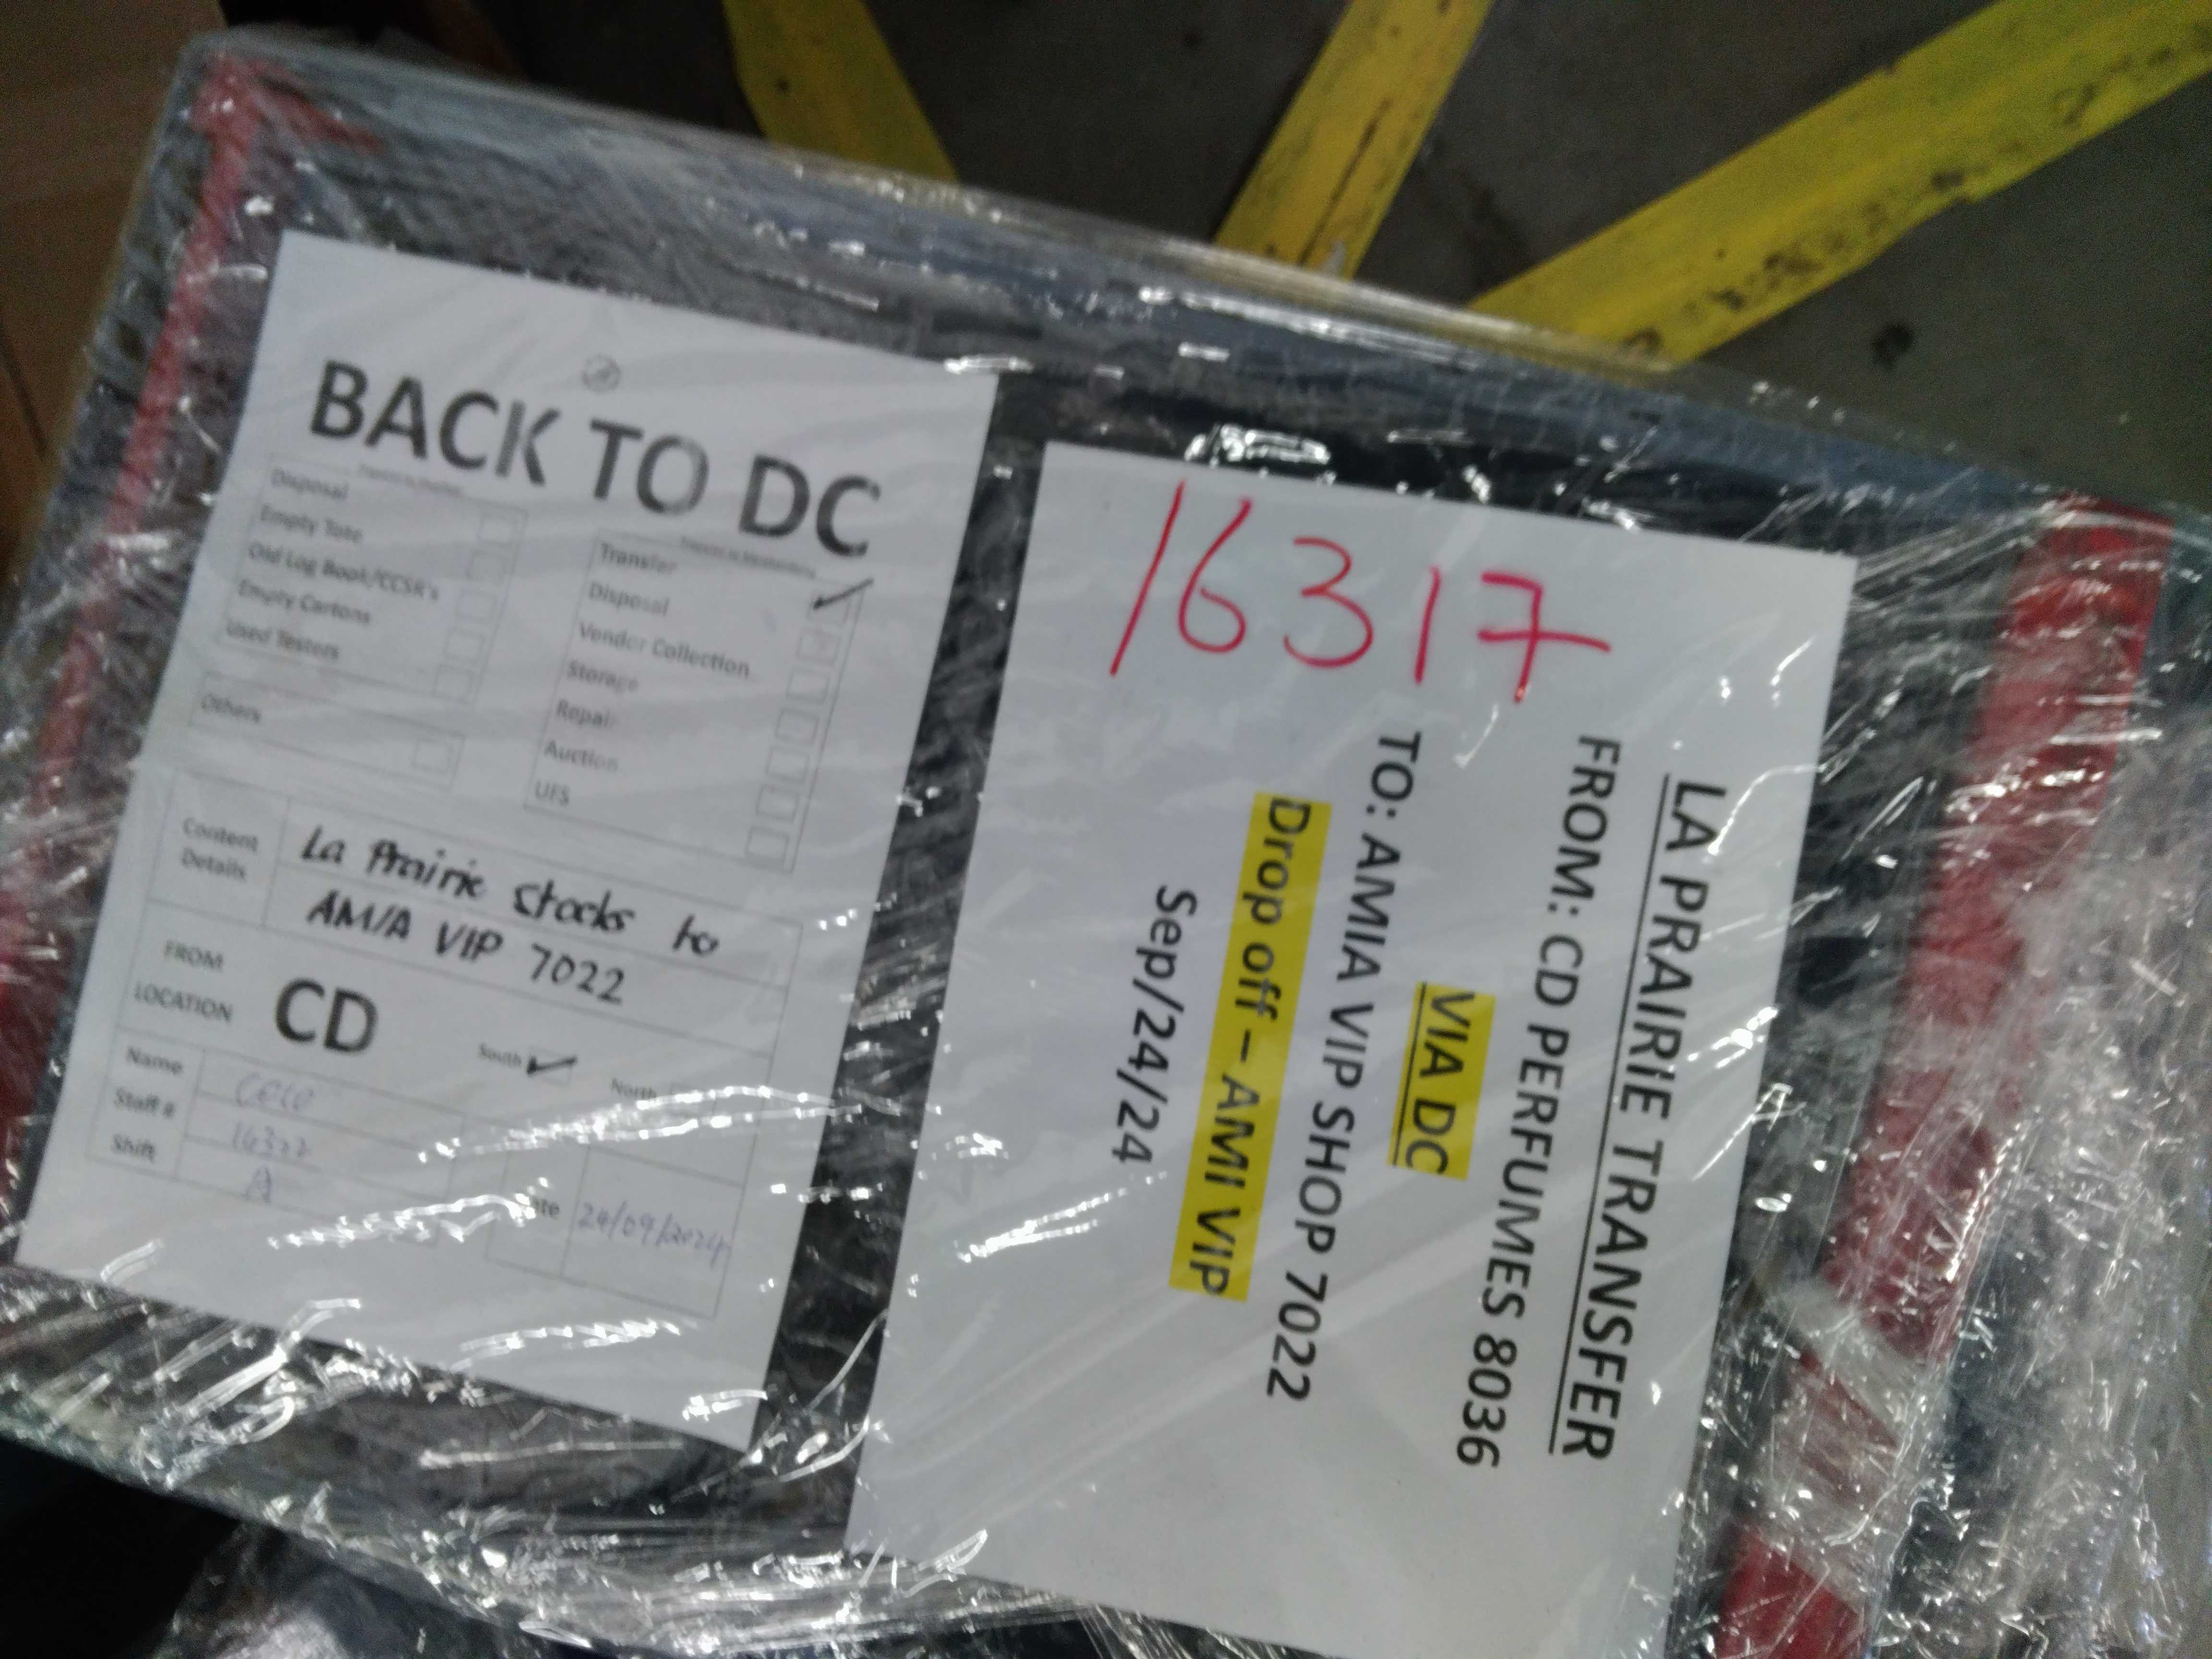 BACK TO DC
Disposal
Empty Tote
Old Log Book/CCSR's
Empty Cartons
Used Testers
Others
Transfer
Disposal
Vendor Collection
Storage
Repair
Auction
UFS
Content Details
La Prairie Stocks to
AMIA VIP 7022
FROM
LOCATION
CD
South
North
Name
Staff #
Shift
A
24/09/2024
16317
LA PRAIRIE TRANSFER
FROM: CD PERFUMES 8036
VIA DC
TO: AMIA VIP SHOP 7022
Drop off – AMI VIP
Sep/24/24